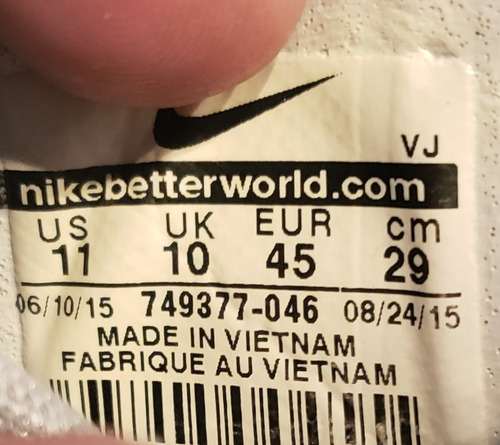 VJ
nikebetterworld.com
US UK EUR cm
11 10 45 29
06/10/15 749377-046 08/24/15
MADE IN VIETNAM
FABRIQUE AU VIETNAM